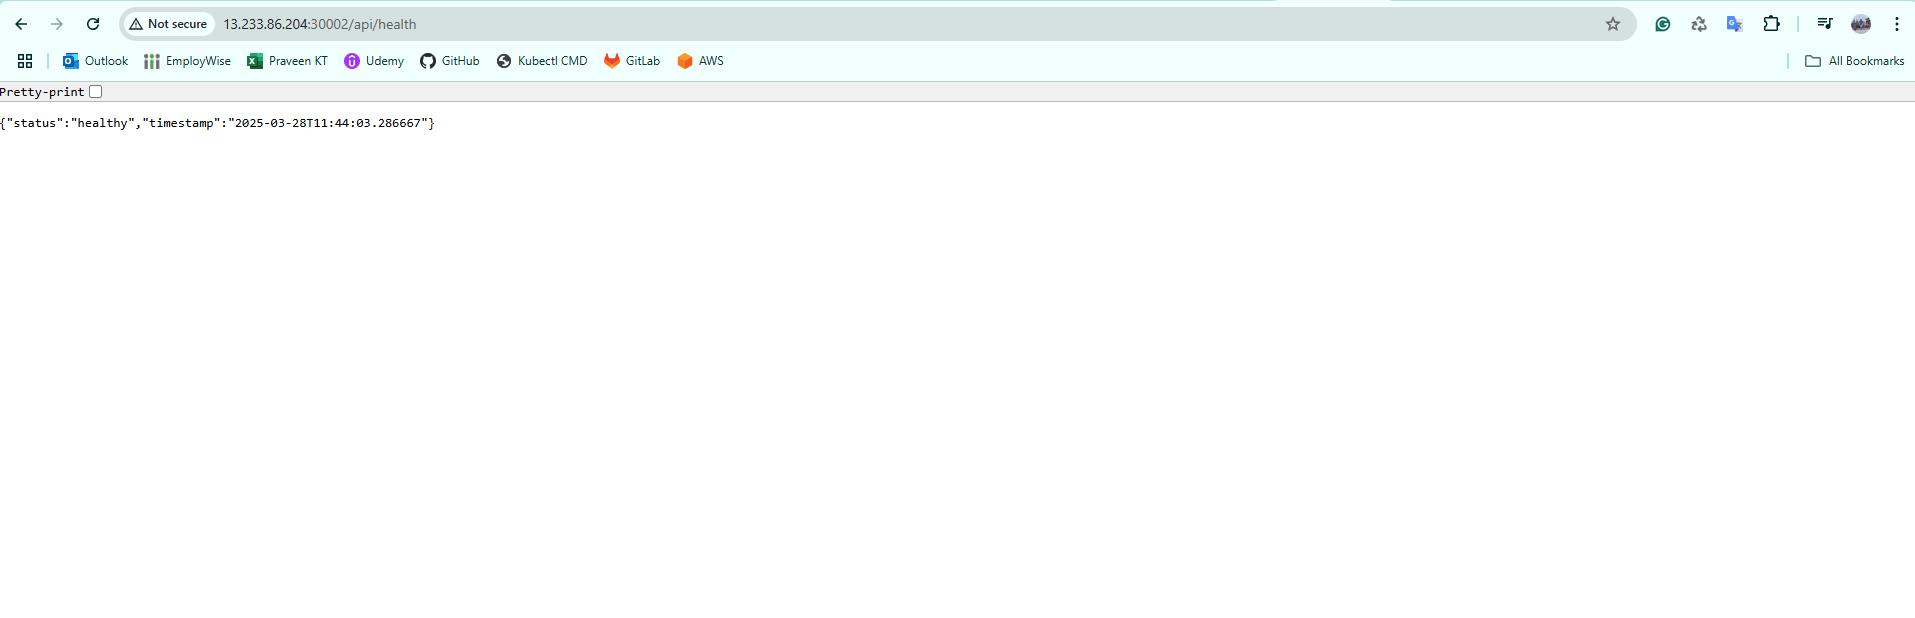 Not secure 13.233.86.204:30002/api/health
Outlook EmployWise Praveen KT Udemy GitHub Kubectl CMD GitLab AWS All Bookmarks
Pretty-print
{"status":"healthy","timestamp":"2025-03-28T11:44:03.286667"}